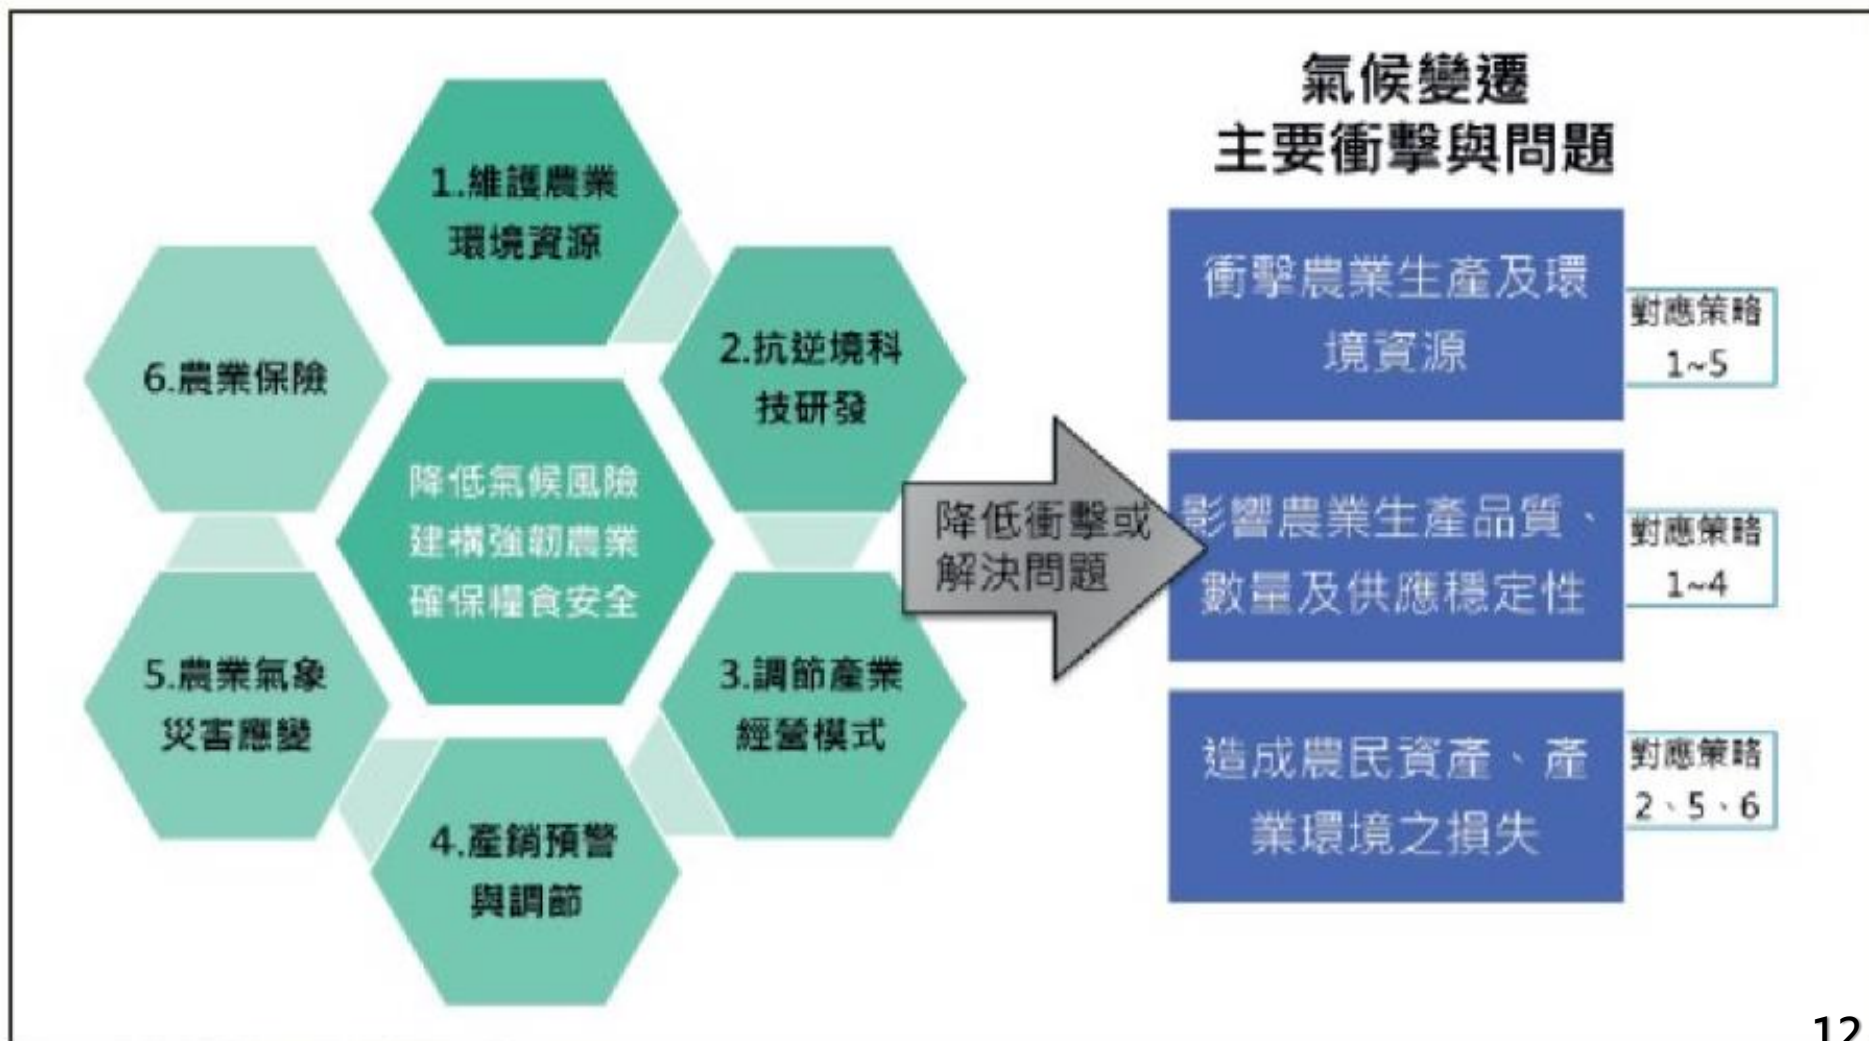 1.維護農業
環境資源
2.抗逆境科
技研發
3.調節產業
經營模式
4.產銷預警
與調節
5.農業氣象
災害應變
6.農業保險
降低氣候風險
建構強韌農業
確保糧食安全
降低衝擊或
解決問題
氣候變遷
主要衝擊與問題
衝擊農業生產及環
境資源
對應策略
1~5
影響農業生產品質、
數量及供應穩定性
對應策略
1~4
造成農民資產、產
業環境之損失
對應策略
2、5、6
12